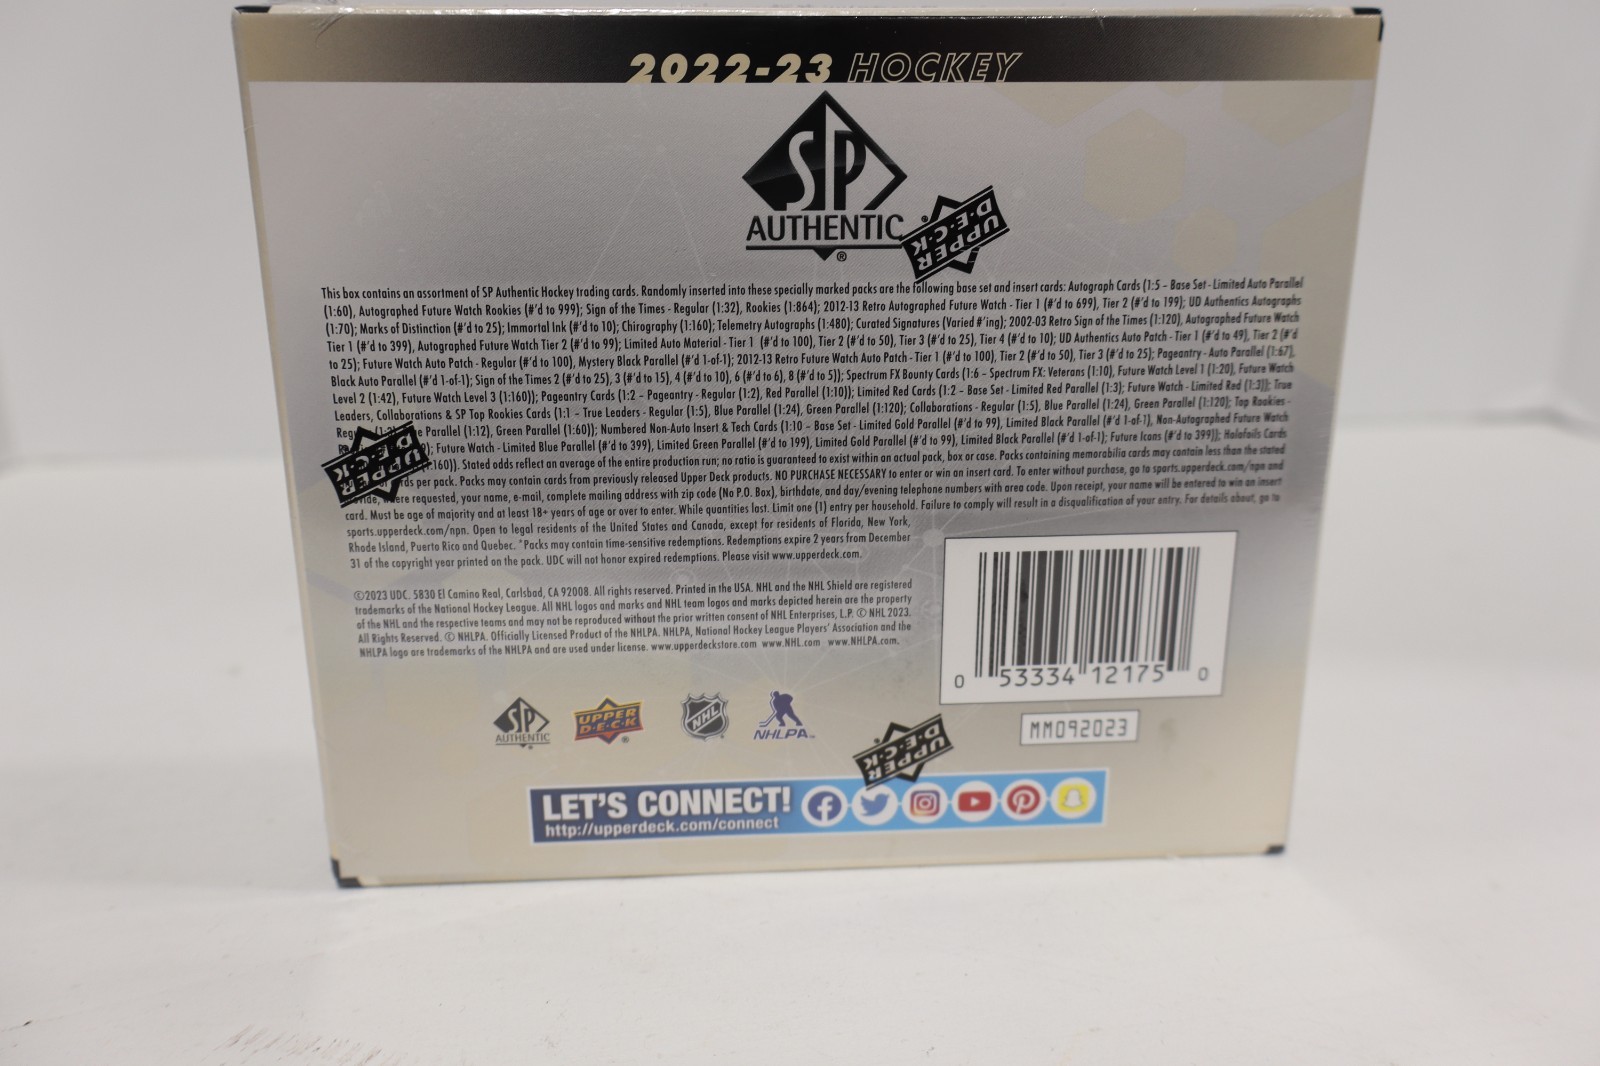 2022-23 HOCKEY
SP
AUTHENTIC
®
UPPER
D·E·C·K
This box contains an assortment of SP Authentic Hockey trading cards. Randomly inserted into these specially marked packs are the following base set and insert cards: Autograph Cards (1:5 – Base Set - Limited Auto Parallel
(1:60), Autographed Future Watch Rookies (#'d to 999); Sign of the Times - Regular (1:32), Rookies (1:864); 2012-13 Retro Autographed Future Watch - Tier 1 (#'d to 699), Tier 2 (#'d to 199); UD Authentics Autographs
(1:70); Marks of Distinction (#'d to 25); Immortal Ink (#'d to 10); Chirography (1:160); Telemetry Autographs (1:480); Curated Signatures (Varied #'ing); 2002-03 Retro Sign of the Times (1:120), Autographed Future Watch
Tier 1 (#'d to 399), Autographed Future Watch Tier 2 (#'d to 99); Limited Auto Material - Tier 1 (#'d to 100), Tier 2 (#'d to 50), Tier 3 (#'d to 25), Tier 4 (#'d to 10); UD Authentics Auto Patch - Tier 1 (#'d to 49), Tier 2 (#'d
to 25); Future Watch Auto Patch - Regular (#'d to 100), Mystery Black Parallel (#'d 1-of-1); 2012-13 Retro Future Watch Auto Patch - Tier 1 (#'d to 100), Tier 2 (#'d to 50), Tier 3 (#'d to 25); Pageantry - Auto Parallel (1:67),
Black Auto Parallel (#'d 1-of-1); Sign of the Times 2 (#'d to 25), 3 (#'d to 15), 4 (#'d to 10), 6 (#'d to 6), 8 (#'d to 5)); Spectrum FX Bounty Cards (1:6 – Spectrum FX: Veterans (1:10), Future Watch Level 1 (1:20), Future Watch
Level 2 (1:42), Future Watch Level 3 (1:160)); Pageantry Cards (1:2 – Pageantry - Regular (1:2), Red Parallel (1:10)); Limited Red Cards (1:2 – Base Set - Limited Red Parallel (1:3); Future Watch - Limited Red (1:3)); True
Leaders, Collaborations & SP Top Rookies Cards (1:1 – True Leaders - Regular (1:5), Blue Parallel (1:24), Green Parallel (1:120); Collaborations - Regular (1:5), Blue Parallel (1:24), Green Parallel (1:120); Top Rookies -
Parallel (1:12), Green Parallel (1:60)); Numbered Non-Auto Insert & Tech Cards (1:10 – Base Set - Limited Gold Parallel (#'d to 99), Limited Black Parallel (#'d 1-of-1), Non-Autographed Future Watch
Future Watch - Limited Blue Parallel (#'d to 399), Limited Green Parallel (#'d to 199), Limited Gold Parallel (#'d to 99), Limited Black Parallel (#'d 1-of-1); Future Icons (#'d to 399)); Holofoils Cards
UPPER
D·E·C·K
(1:160)). Stated odds reflect an average of the entire production run; no ratio is guaranteed to exist within an actual pack, box or case. Packs containing memorabilia cards may contain less than the stated
per pack. Packs may contain cards from previously released Upper Deck products. NO PURCHASE NECESSARY to enter or win an insert card. To enter without purchase, go to sports.upperdeck.com/npn and
where requested, your name, e-mail, complete mailing address with zip code (No P.O. Box), birthdate, and day/evening telephone numbers with area code. Upon receipt, your name will be entered to win an insert
card. Must be age of majority and at least 18+ years of age or over to enter. While quantities last. Limit one (1) entry per household. Failure to comply will result in a disqualification of your entry. For details about, go to
sports.upperdeck.com/npn. Open to legal residents of the United States and Canada, except for residents of Florida, New York,
Rhode Island, Puerto Rico and Quebec. *Packs may contain time-sensitive redemptions. Redemptions expire 2 years from December
31 of the copyright year printed on the pack. UDC will not honor expired redemptions. Please visit www.upperdeck.com.
©2023 UDC. 5830 El Camino Real, Carlsbad, CA 92008. All rights reserved. Printed in the USA. NHL and the NHL Shield are registered
trademarks of the National Hockey League. All NHL logos and marks and NHL team logos and marks depicted herein are the property
of the NHL and the respective teams and may not be reproduced without the prior written consent of NHL Enterprises, L.P. © NHL 2023.
All Rights Reserved. © NHLPA. Officially Licensed Product of the NHLPA. NHLPA, National Hockey League Players' Association and the
NHLPA logo are trademarks of the NHLPA and are used under license. www.upperdeckstore.com www.NHL.com www.NHLPA.com.
0 53334 12175 0
MM092023
SP
AUTHENTIC
UPPER
D·E·C·K
NHL
NHLPA™
UPPER
D·E·C·K
LET'S CONNECT!
http://upperdeck.com/connect